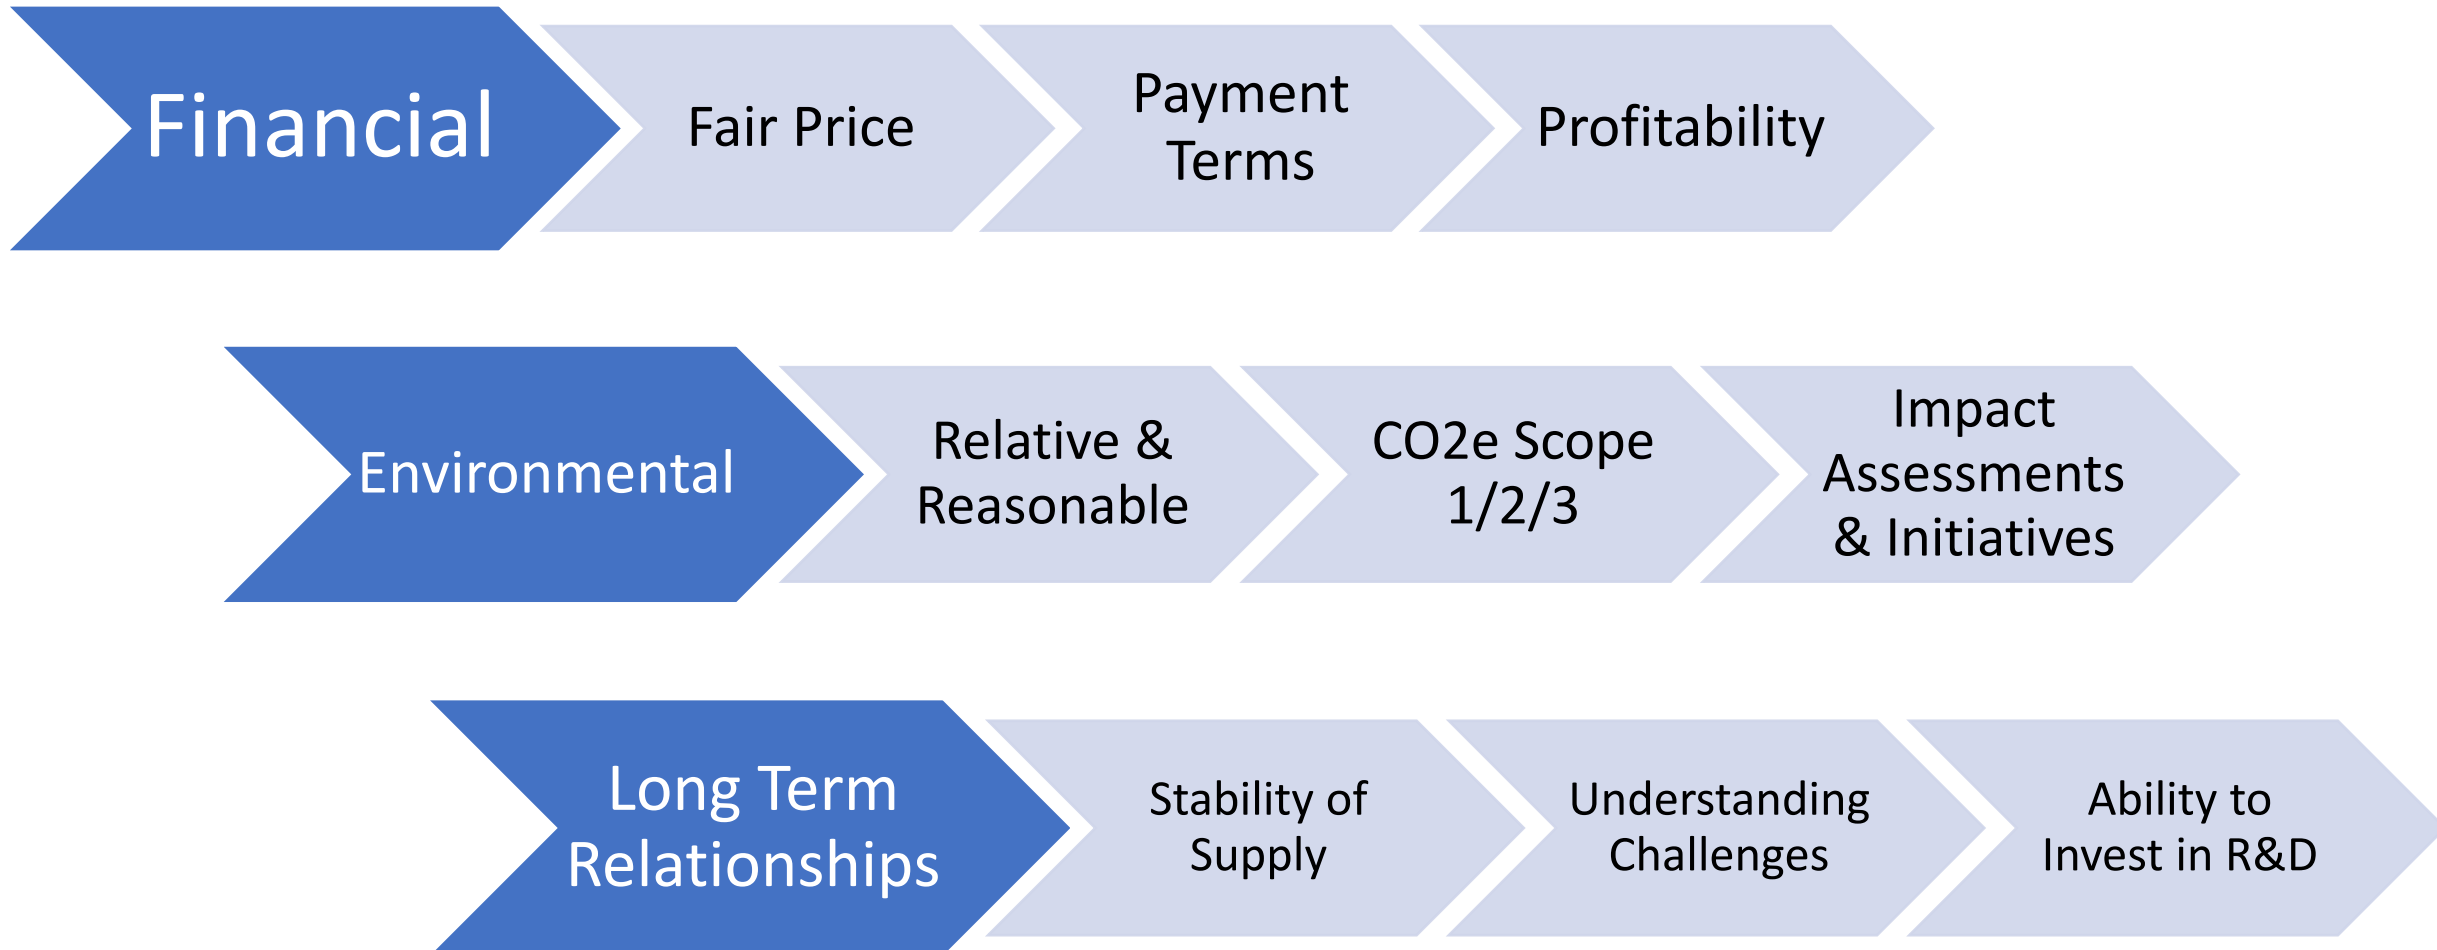 Financial
Fair Price
Payment
Terms
Profitability
Environmental
Relative &
Reasonable
CO2e Scope
1/2/3
Impact
Assessments
& Initiatives
Long Term
Relationships
Stability of
Supply
Understanding
Challenges
Ability to
Invest in R&D